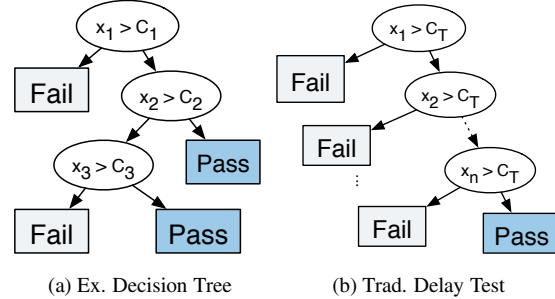 x1 > C1
Fail
x2 > C2
x3 > C3
Pass
Fail
Pass
(a) Ex. Decision Tree
x1 > CT
Fail
x2 > CT
Fail
...
xn > CT
Fail
Pass
(b) Trad. Delay Test